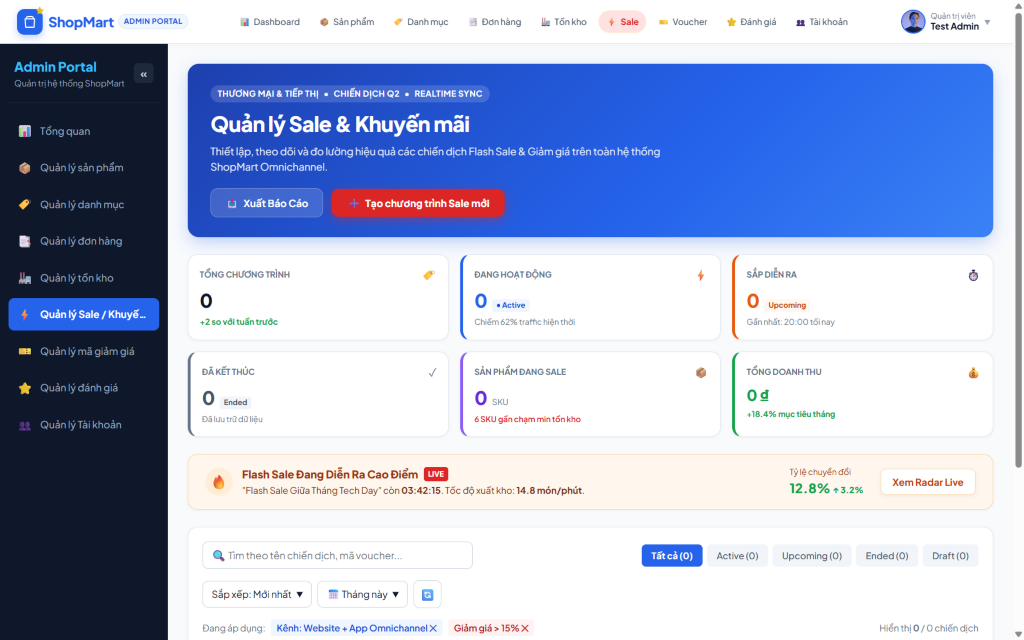 ShopMart ADMIN PORTAL
Dashboard Sản phẩm Danh mục Đơn hàng Tồn kho Sale Voucher Đánh giá Tài khoản
Quản trị viên
Test Admin ▼
Admin Portal
Quản trị hệ thống ShopMart
«
Tổng quan
Quản lý sản phẩm
Quản lý danh mục
Quản lý đơn hàng
Quản lý tồn kho
Quản lý Sale / Khuyế...
Quản lý mã giảm giá
Quản lý đánh giá
Quản lý Tài khoản
THƯƠNG MẠI & TIẾP THỊ • CHIẾN DỊCH Q2 • REALTIME SYNC
Quản lý Sale & Khuyến mãi
Thiết lập, theo dõi và đo lường hiệu quả các chiến dịch Flash Sale & Giảm giá trên toàn hệ thống
ShopMart Omnichannel.
Xuất Báo Cáo
Tạo chương trình Sale mới
TỔNG CHƯƠNG TRÌNH
0
+2 so với tuần trước
ĐANG HOẠT ĐỘNG
0 • Active
Chiếm 62% traffic hiện thời
SẮP DIỄN RA
0 Upcoming
Gần nhất: 20:00 tối nay
ĐÃ KẾT THÚC
0 Ended
Đã lưu trữ dữ liệu
SẢN PHẨM ĐANG SALE
0 SKU
6 SKU gần chạm min tồn kho
TỔNG DOANH THU
0 ₫
+18.4% mục tiêu tháng
Flash Sale Đang Diễn Ra Cao Điểm LIVE
"Flash Sale Giữa Tháng Tech Day" còn 03:42:15. Tốc độ xuất kho: 14.8 món/phút.
Tỷ lệ chuyển đổi
12.8% ↑ 3.2%
Xem Radar Live
Tìm theo tên chiến dịch, mã voucher...
Tất cả (0) Active (0) Upcoming (0) Ended (0) Draft (0)
Sắp xếp: Mới nhất ▼
Tháng này ▼
Đang áp dụng: Kênh: Website + App Omnichannel ✕ Giảm giá > 15% ✕
Hiển thị 0 / 0 chiến dịch